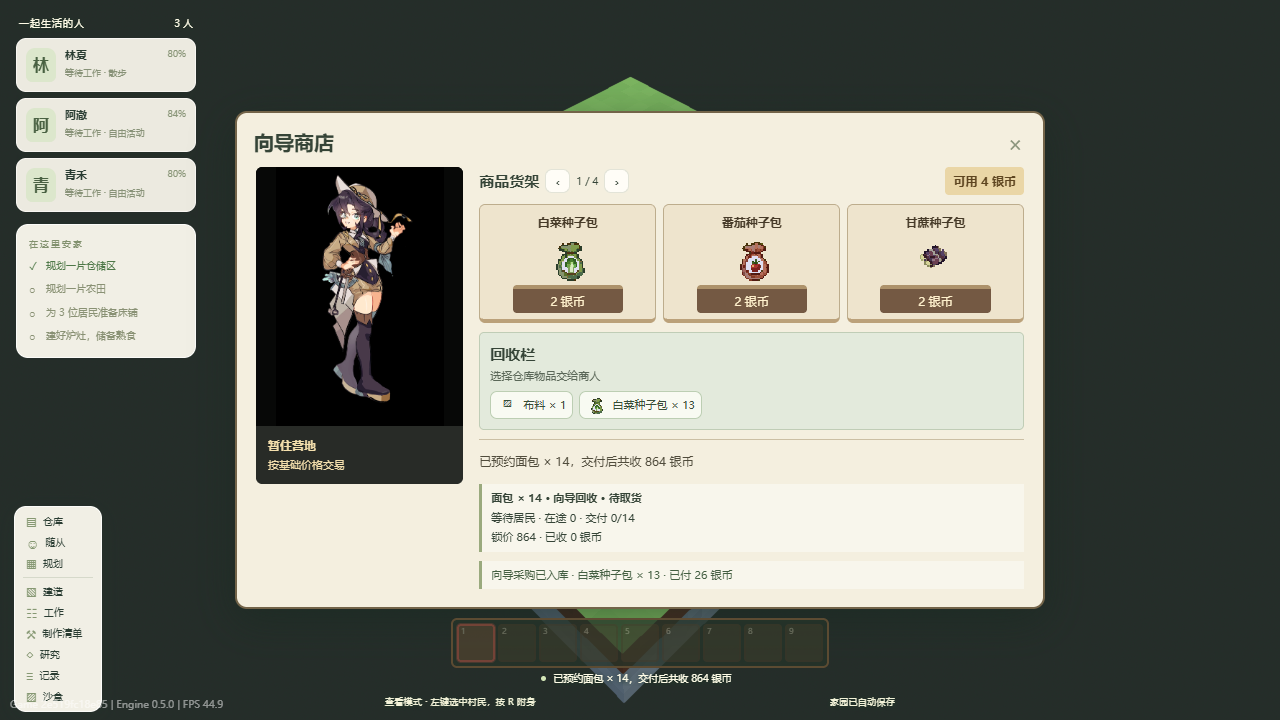 一起生活的人
3 人
林
林夏
80%
等待工作 · 散步
阿
阿澈
84%
等待工作 · 自由活动
青
青禾
80%
等待工作 · 自由活动
在这里安家
✓ 规划一片仓储区
○ 规划一片农田
○ 为 3 位居民准备床铺
○ 建好炉灶，储备熟食
向导商店
×
暂住营地
按基础价格交易
商品货架
‹ 1 / 4 ›
可用 4 银币
白菜种子包
2 银币
番茄种子包
2 银币
甘蔗种子包
2 银币
回收栏
选择仓库物品交给商人
布料 × 1
白菜种子包 × 13
已预约面包 × 14，交付后共收 864 银币
面包 × 14 • 向导回收 • 待取货
等待居民 · 在途 0 · 交付 0/14
锁价 864 · 已收 0 银币
向导采购已入库 · 白菜种子包 × 13 · 已付 26 银币
仓库
随从
规划
建造
工作
制作清单
研究
记录
沙盒
1 2 3 4 5 6 7 8 9
已预约面包 × 14，交付后共收 864 银币
查看模式 · 左键选中村民，按 R 附身
家园已自动保存
| Engine 0.5.0 | FPS 44.9